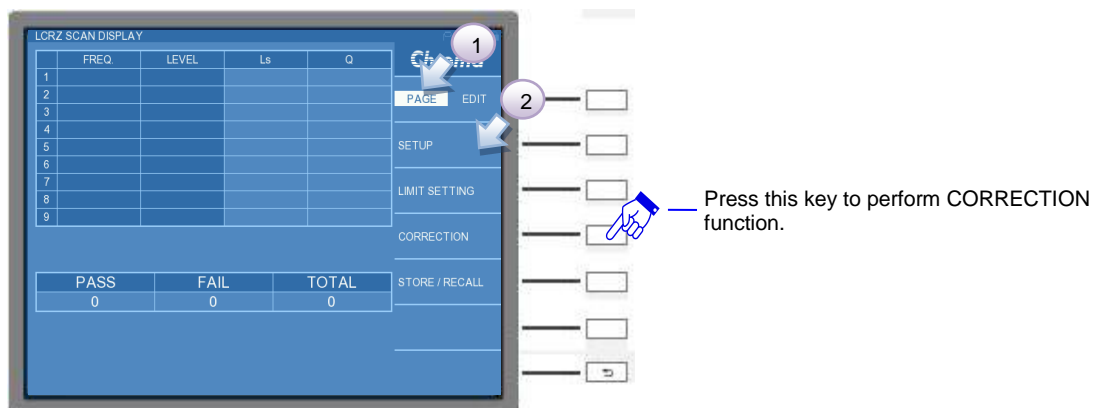 LCRZ SCAN DISPLAY
FREQ. LEVEL Ls Q
1
2
3
4
5
6
7
8
9
PASS FAIL TOTAL
0 0 0
1
Chroma
PAGE EDIT
2
SETUP
LIMIT SETTING
CORRECTION
STORE / RECALL
Press this key to perform CORRECTION
function.